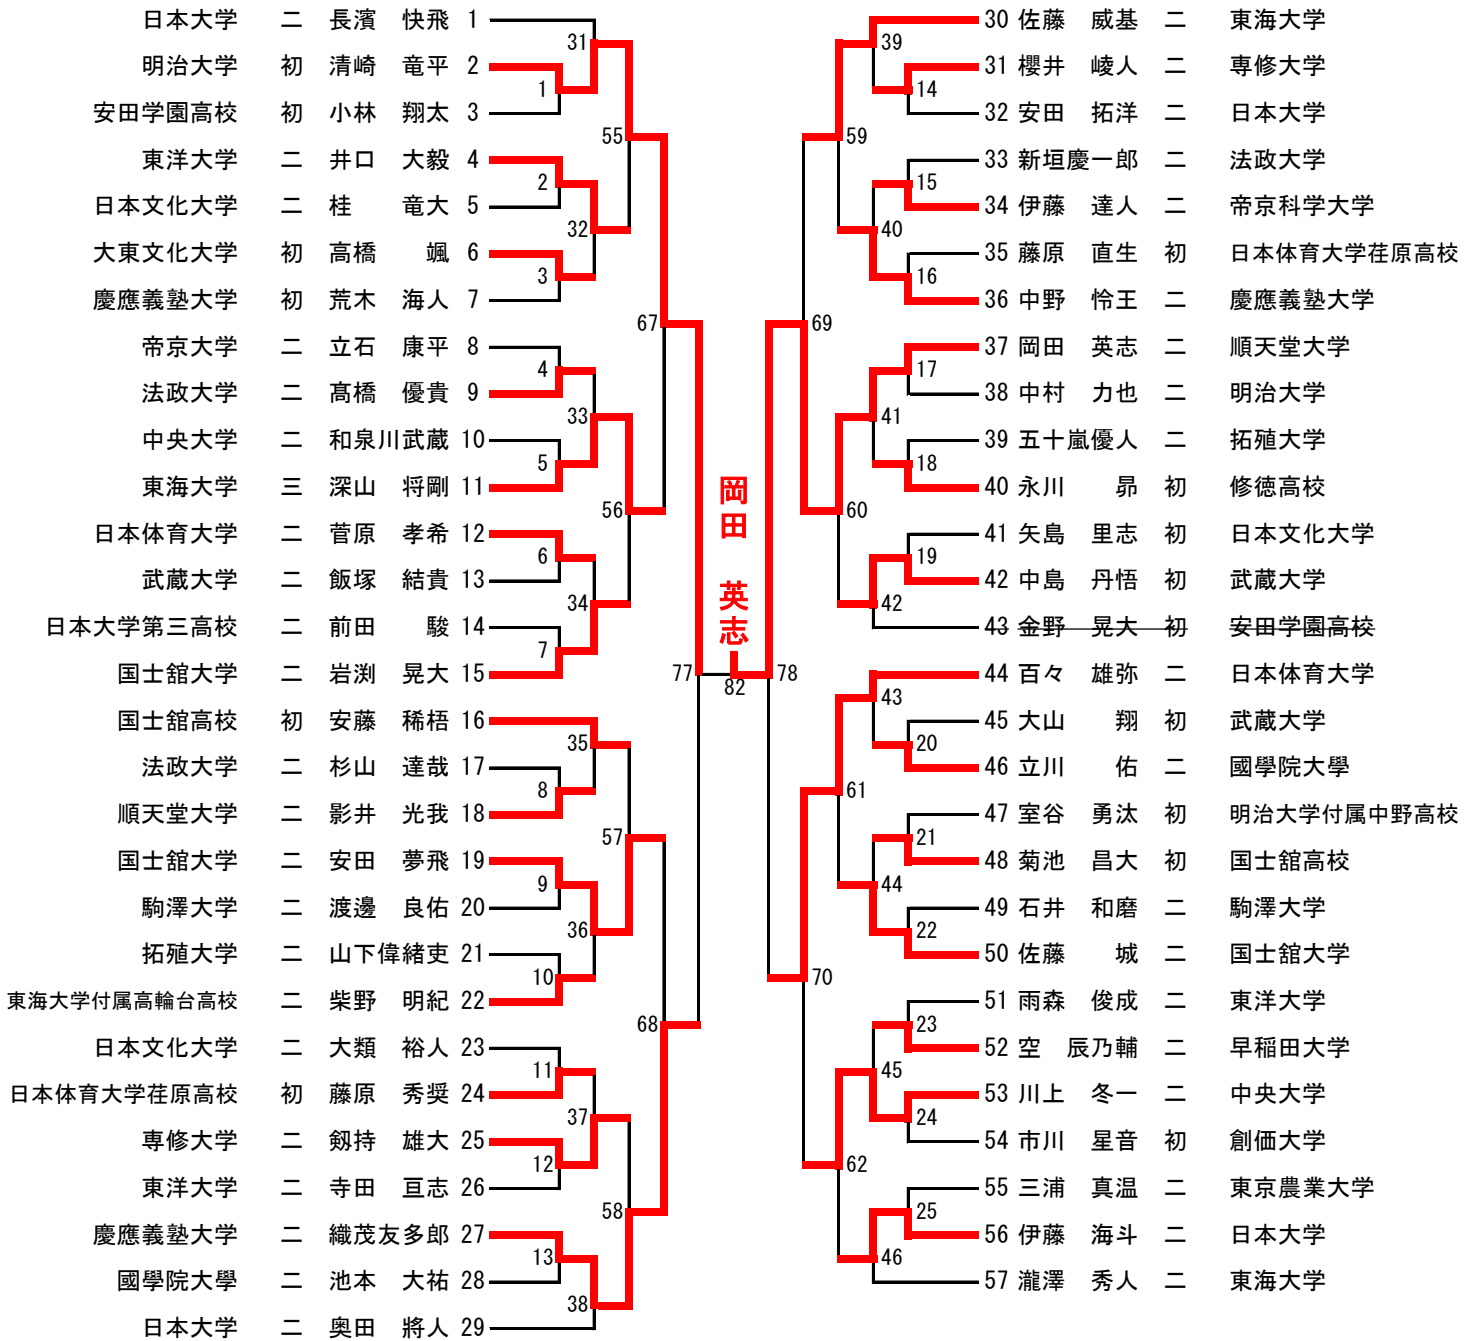 日本大学 二 長濱 快飛 1
明治大学 初 清崎 竜平 2
安田学園高校 初 小林 翔太 3
東洋大学 二 井口 大毅 4
日本文化大学 二 桂 竜大 5
大東文化大学 初 高橋 颯 6
慶應義塾大学 初 荒木 海人 7
帝京大学 二 立石 康平 8
法政大学 二 髙橋 優貴 9
中央大学 二 和泉川武蔵 10
東海大学 三 深山 将剛 11
日本体育大学 二 菅原 孝希 12
武蔵大学 二 飯塚 結貴 13
日本大学第三高校 二 前田 駿 14
国士舘大学 二 岩渕 晃大 15
国士舘高校 初 安藤 稀梧 16
法政大学 二 杉山 達哉 17
順天堂大学 二 影井 光我 18
国士舘大学 二 安田 夢飛 19
駒澤大学 二 渡邊 良佑 20
拓殖大学 二 山下偉緒吏 21
東海大学付属高輪台高校 二 柴野 明紀 22
日本文化大学 二 大類 裕人 23
日本体育大学荏原高校 初 藤原 秀奨 24
専修大学 二 剱持 雄大 25
東洋大学 二 寺田 亘志 26
慶應義塾大学 二 織茂友多郎 27
國學院大學 二 池本 大祐 28
日本大学 二 奥田 將人 29
31
1
55
2
32
3
67
4
33
5
56
6
34
7
77
35
8
57
9
36
10
68
11
37
12
58
13
38
岡田 英志
82
39
14
59
15
40
16
69
17
41
18
60
19
42
78
43
20
61
21
44
22
70
23
45
24
62
25
46
30 佐藤 威基 二 東海大学
31 櫻井 崚人 二 専修大学
32 安田 拓洋 二 日本大学
33 新垣慶一郎 二 法政大学
34 伊藤 達人 二 帝京科学大学
35 藤原 直生 初 日本体育大学荏原高校
36 中野 怜王 二 慶應義塾大学
37 岡田 英志 二 順天堂大学
38 中村 力也 二 明治大学
39 五十嵐優人 二 拓殖大学
40 永川 昴 初 修徳高校
41 矢島 里志 初 日本文化大学
42 中島 丹悟 初 武蔵大学
43 金野 晃大 初 安田学園高校
44 百々 雄弥 二 日本体育大学
45 大山 翔 初 武蔵大学
46 立川 佑 二 國學院大學
47 室谷 勇汰 初 明治大学付属中野高校
48 菊池 昌大 初 国士舘高校
49 石井 和磨 二 駒澤大学
50 佐藤 城 二 国士舘大学
51 雨森 俊成 二 東洋大学
52 空 辰乃輔 二 早稲田大学
53 川上 冬一 二 中央大学
54 市川 星音 初 創価大学
55 三浦 真温 二 東京農業大学
56 伊藤 海斗 二 日本大学
57 瀧澤 秀人 二 東海大学